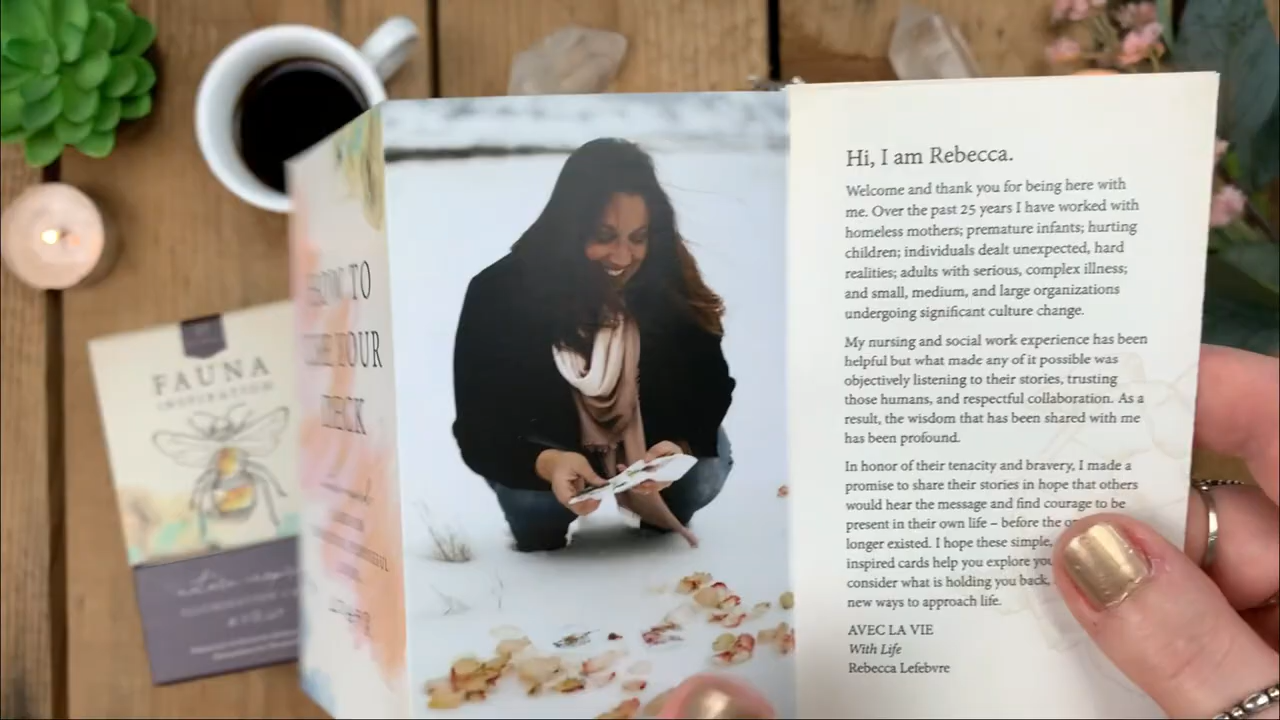 FAUNA
INSPIRATION
TO
YOUR
DECK
Hi, I am Rebecca.
Welcome and thank you for being here with
me. Over the past 25 years I have worked with
homeless mothers; premature infants; hurting
children; individuals dealt unexpected, hard
realities; adults with serious, complex illness;
and small, medium, and large organizations
undergoing significant culture change.
My nursing and social work experience has been
helpful but what made any of it possible was
objectively listening to their stories, trusting
those humans, and respectful collaboration. As a
result, the wisdom that has been shared with me
has been profound.
In honor of their tenacity and bravery, I made a
promise to share their stories in hope that others
would hear the message and find courage to be
present in their own life – before the
longer existed. I hope these simple,
inspired cards help you explore
consider what is holding you back,
new ways to approach life.
AVEC LA VIE
With Life
Rebecca Lefebvre